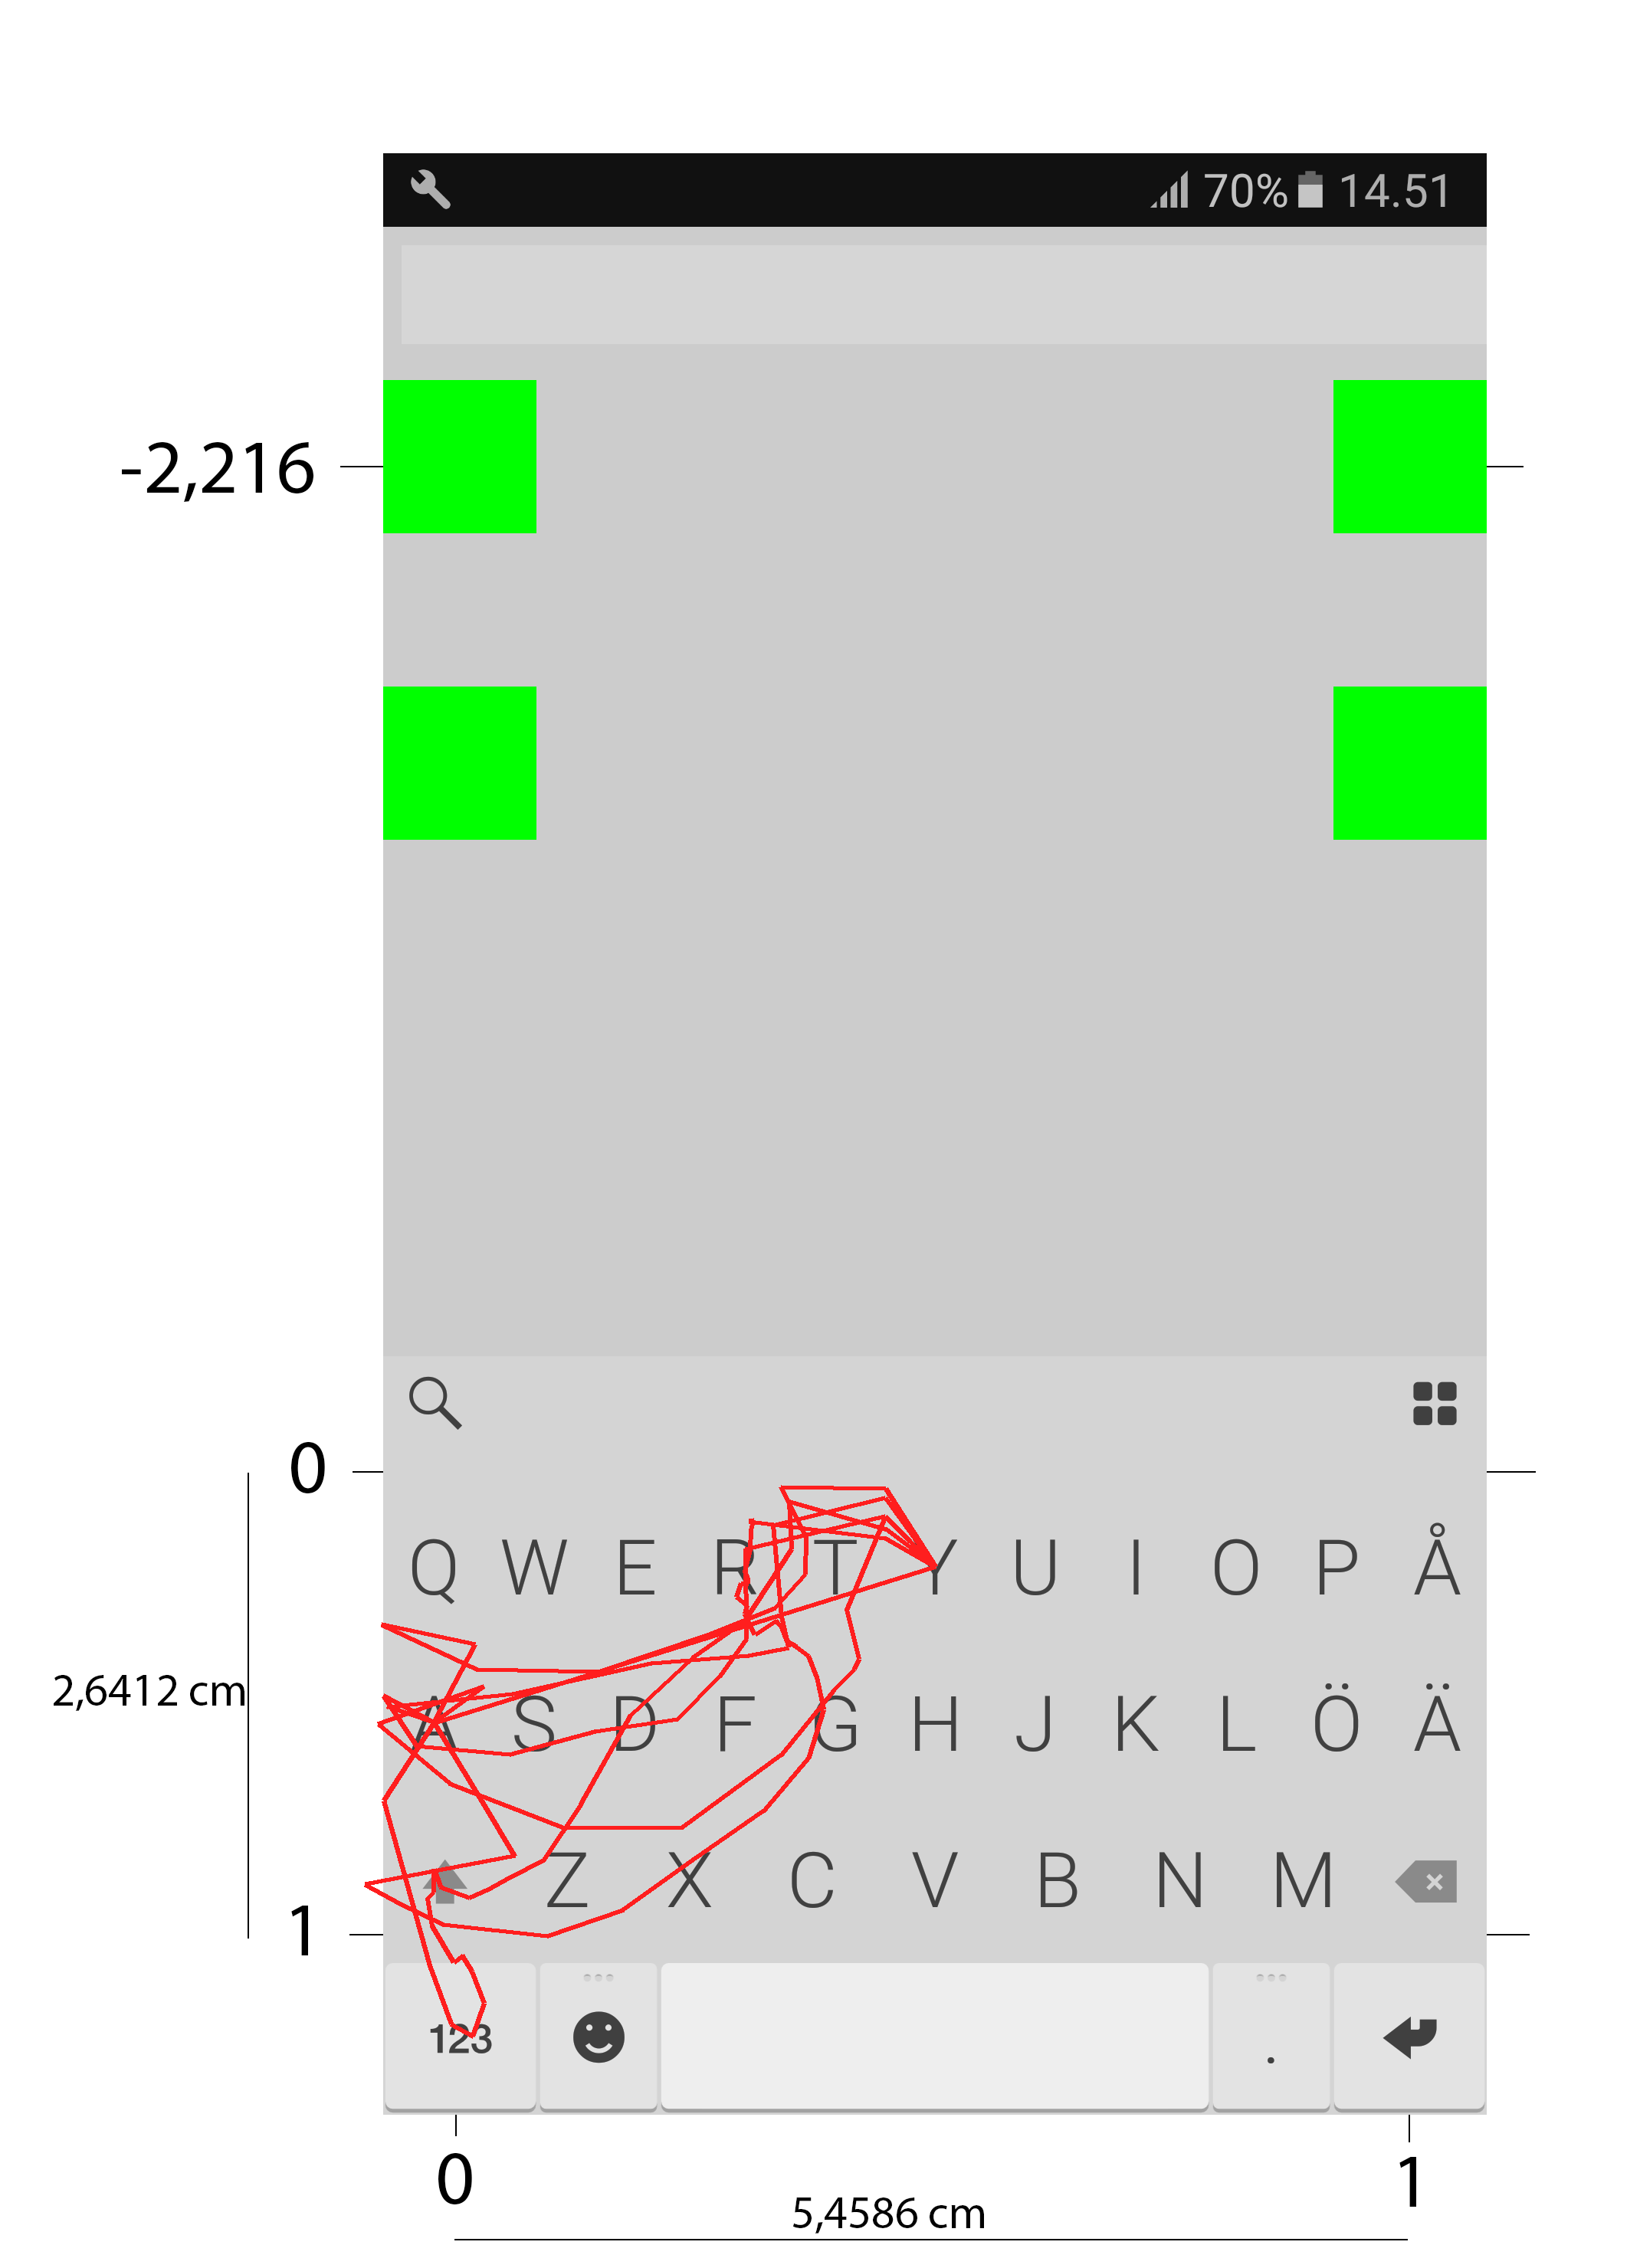 70% 14.51
-2,216
0
Q W E R T Y U I O P Å
2,6412 cm
A S D F G H J K L Ö Ä
Z X C V B N M
1
123 .
0 1
5,4586 cm